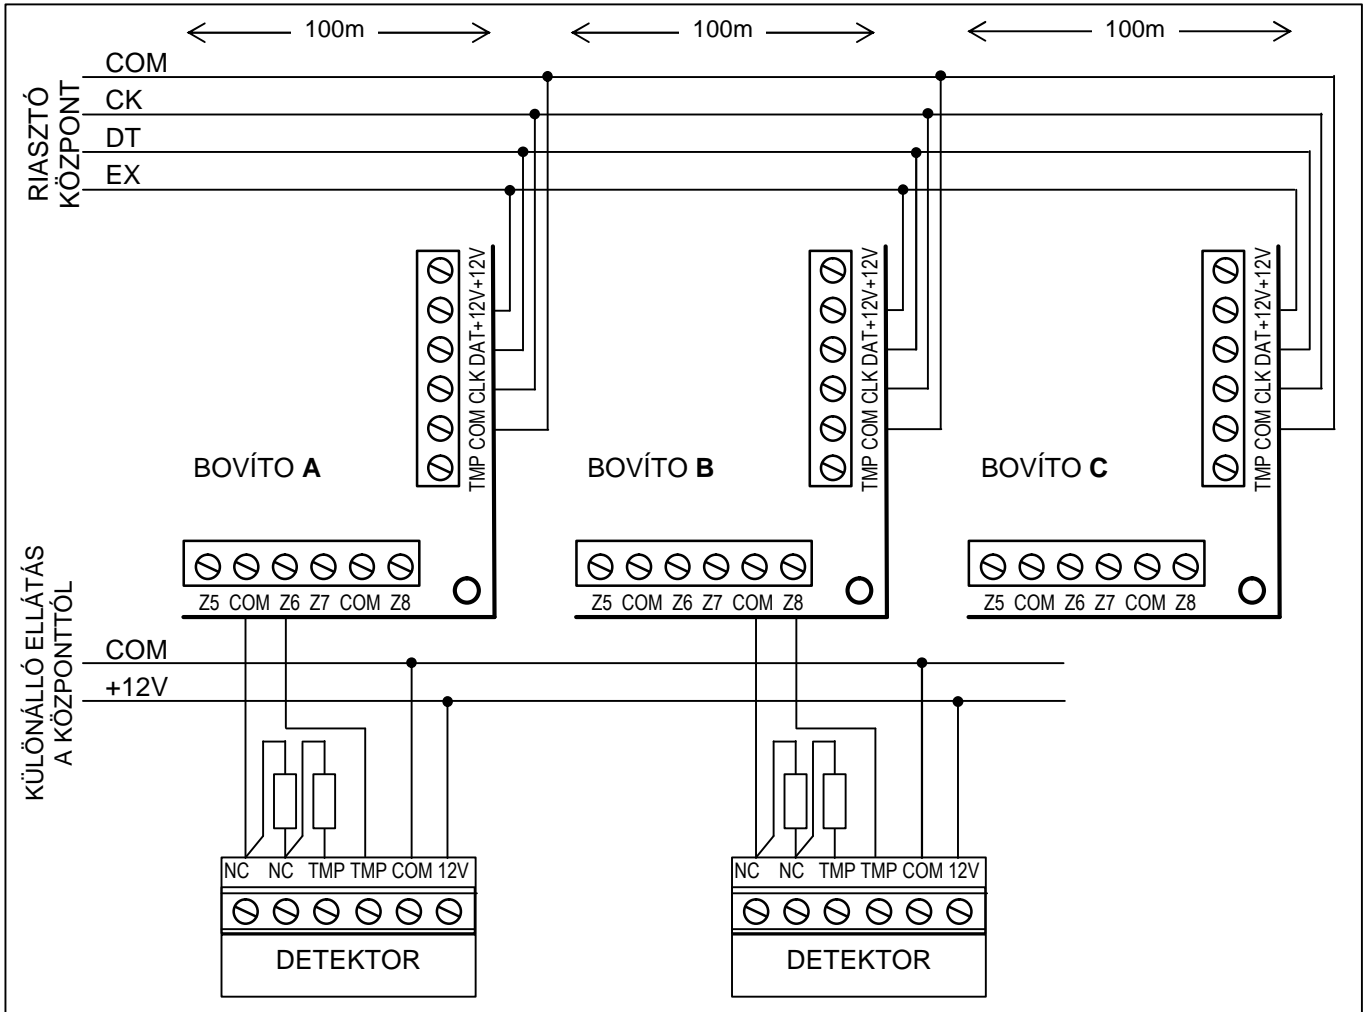 100m 100m 100m
RIASZTÓ
KÖZPONT
COM
CK
DT
EX
TMP COM CLK DAT+12V+12V
TMP COM CLK DAT+12V+12V
TMP COM CLK DAT+12V+12V
BOVÍTO A
BOVÍTO B
BOVÍTO C
Z5 COM Z6 Z7 COM Z8
Z5 COM Z6 Z7 COM Z8
Z5 COM Z6 Z7 COM Z8
KÜLÖNÁLLÓ ELLÁTÁS
A KÖZPONTTÓL
COM
+12V
NC NC TMP TMP COM 12V
DETEKTOR
NC NC TMP TMP COM 12V
DETEKTOR